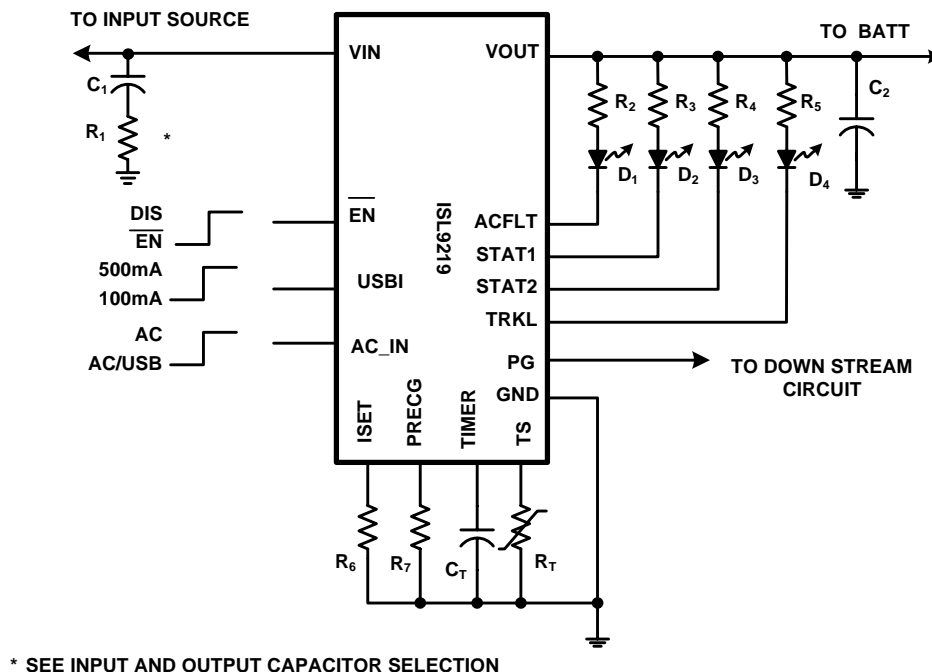 TO INPUT SOURCE
TO BATT
VIN
VOUT
C1
R1
*
R2
R3
R4
R5
C2
D1
D2
D3
D4
DIS
EN
500mA
100mA
AC
AC/USB
EN
USBI
AC_IN
ISL9219
ACFLT
STAT1
STAT2
TRKL
PG
GND
TO DOWN STREAM
CIRCUIT
ISET
PRECG
TIMER
TS
R6
R7
CT
RT
* SEE INPUT AND OUTPUT CAPACITOR SELECTION